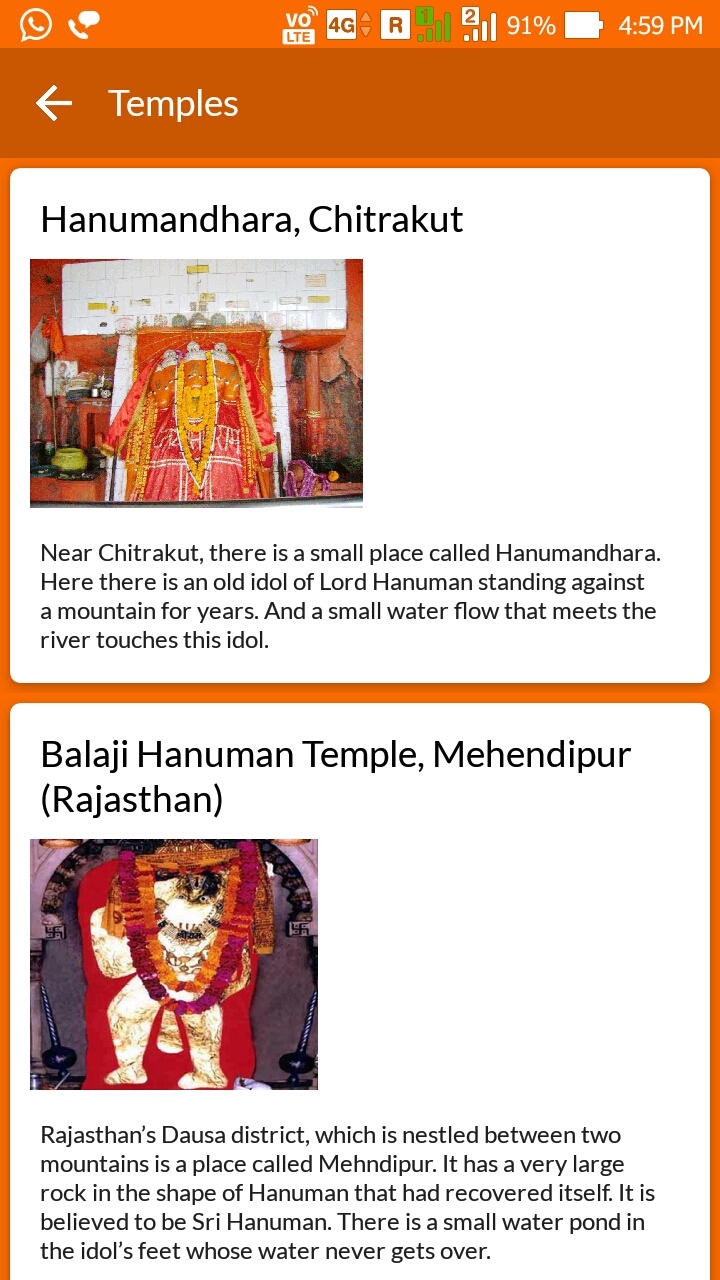 VO LTE 4G R 1 2 91% 4:59 PM
Temples
Hanumandhara, Chitrakut
Near Chitrakut, there is a small place called Hanumandhara.
Here there is an old idol of Lord Hanuman standing against
a mountain for years. And a small water flow that meets the
river touches this idol.
Balaji Hanuman Temple, Mehendipur
(Rajasthan)
Rajasthan’s Dausa district, which is nestled between two
mountains is a place called Mehndipur. It has a very large
rock in the shape of Hanuman that had recovered itself. It is
believed to be Sri Hanuman. There is a small water pond in
the idol’s feet whose water never gets over.